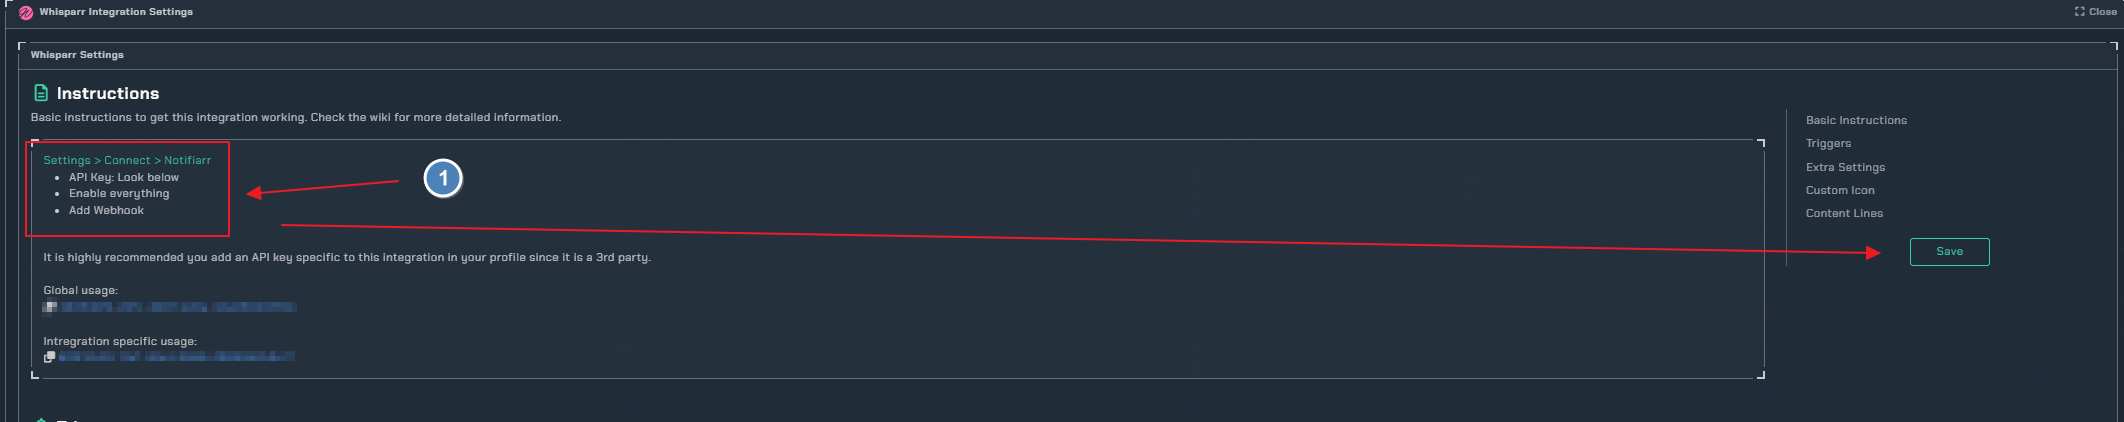 Whisparr Integration Settings
Close
Whisparr Settings
Instructions
Basic instructions to get this integration working. Check the wiki for more detailed information.
Settings > Connect > Notifiarr
API Key: Look below
Enable everything
Add Webhook
1
It is highly recommended you add an API key specific to this integration in your profile since it is a 3rd party.
Global usage:
Intregration specific usage:
Basic Instructions
Triggers
Extra Settings
Custom Icon
Content Lines
Save